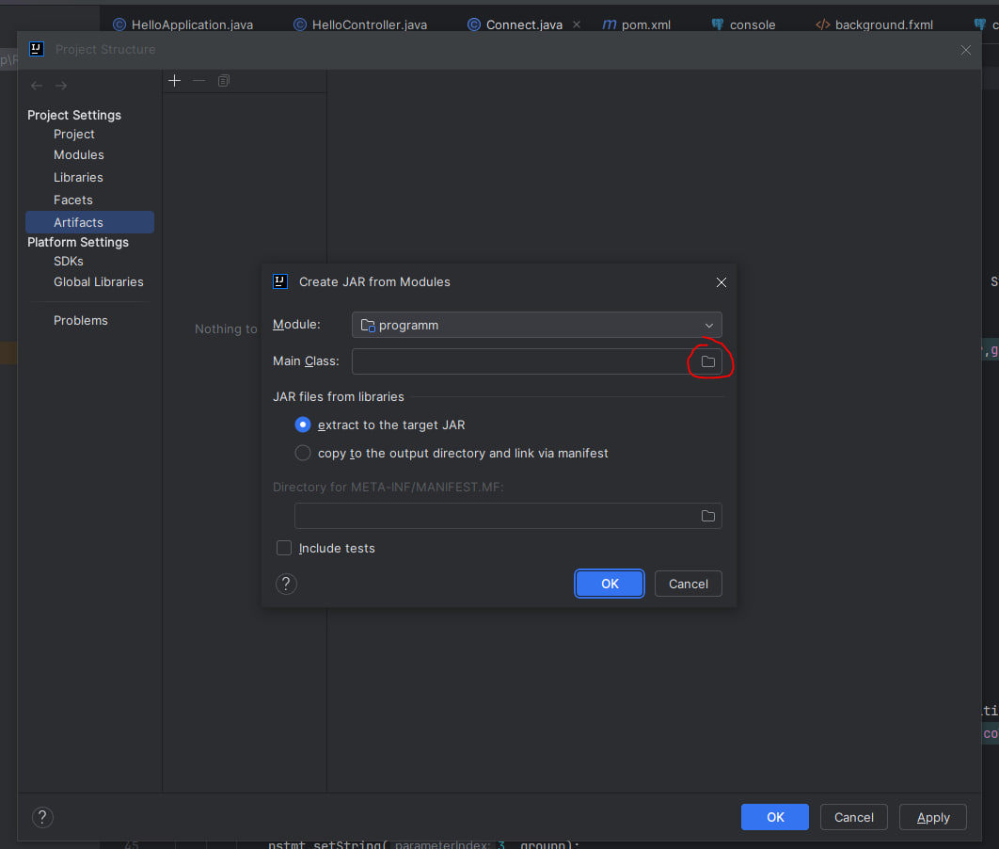 HelloApplication.java HelloController.java Connect.java pom.xml console background.fxml
Project Structure
Project Settings
Project
Modules
Libraries
Facets
Artifacts
Platform Settings
SDKs
Global Libraries
Problems
Nothing to
Create JAR from Modules
Module: programm
Main Class:
JAR files from libraries
extract to the target JAR
copy to the output directory and link via manifest
Directory for META-INF/MANIFEST.MF:
Include tests
? OK Cancel
? OK Cancel Apply
45 pstmt.setString( parameterIndex: 3, groupp);